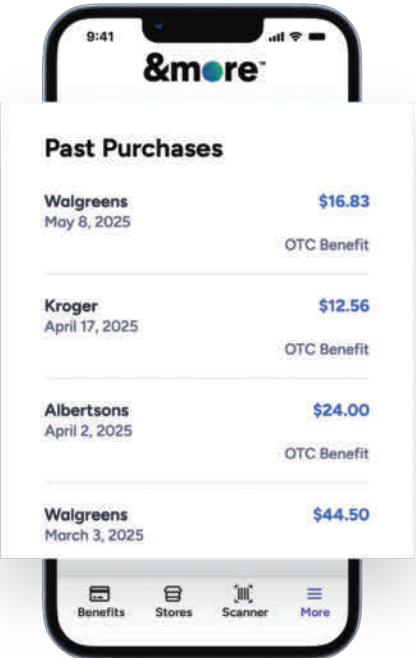 9:41
&more™
Past Purchases
Walgreens $16.83
May 8, 2025
OTC Benefit
Kroger $12.56
April 17, 2025
OTC Benefit
Albertsons $24.00
April 2, 2025
OTC Benefit
Walgreens $44.50
March 3, 2025
Benefits Stores Scanner More